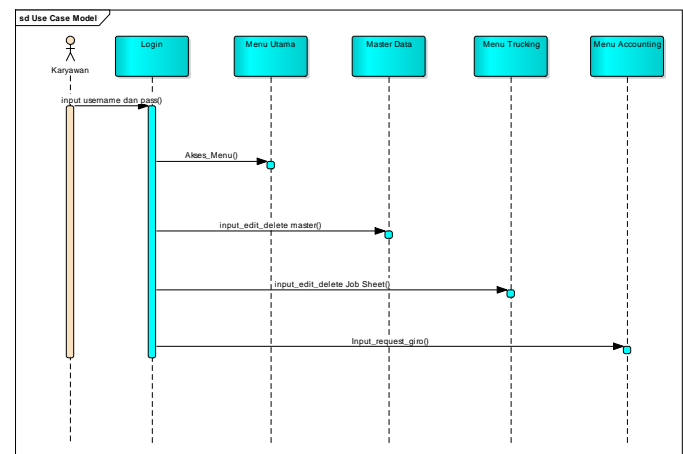 sd Use Case Model
Karyawan
Login
Menu Utama
Master Data
Menu Trucking
Menu Accounting
input username dan pass()
Akses_Menu()
input_edit_delete master()
input_edit_delete Job Sheet()
Input_request_giro()